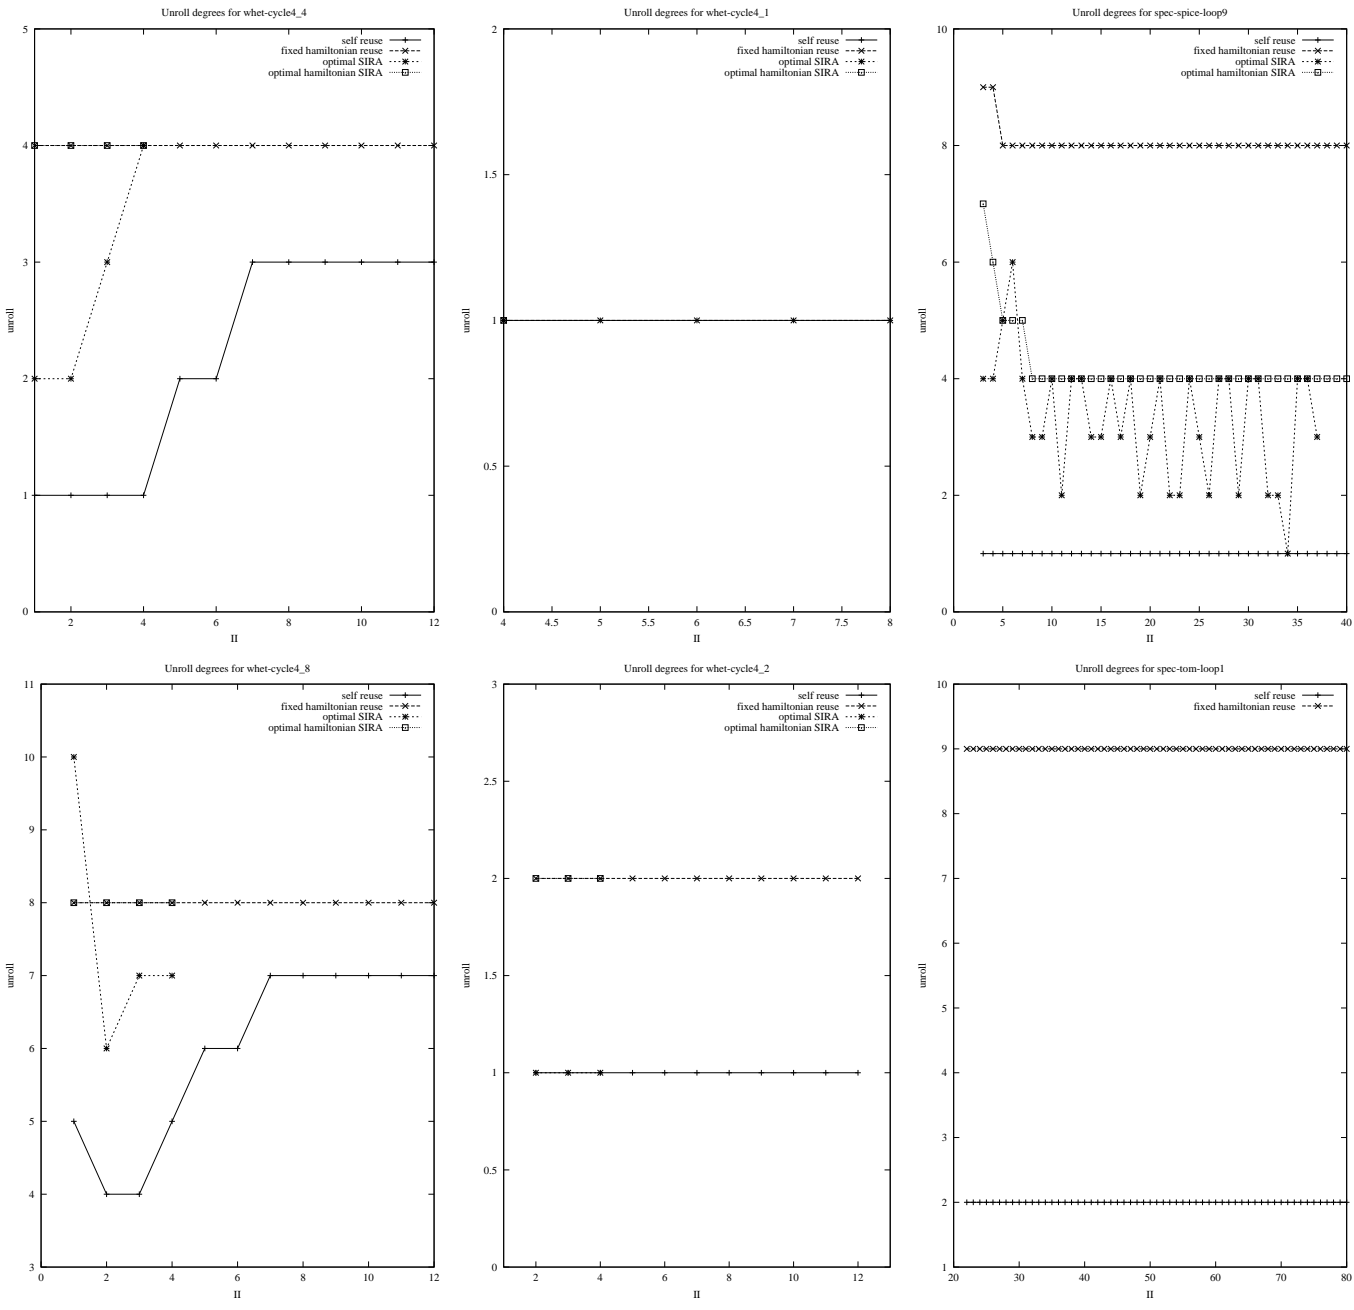 Unroll degrees for whet-cycle4_4
self reuse
fixed hamiltonian reuse
optimal SIRA
optimal hamiltonian SIRA
5
4
3
2
1
0
unroll
2 4 6 8 10 12
II
Unroll degrees for whet-cycle4_1
self reuse
fixed hamiltonian reuse
optimal SIRA
optimal hamiltonian SIRA
2
1.5
1
0.5
0
unroll
4 4.5 5 5.5 6 6.5 7 7.5 8
II
Unroll degrees for spec-spice-loop9
self reuse
fixed hamiltonian reuse
optimal SIRA
optimal hamiltonian SIRA
10
8
6
4
2
0
unroll
0 5 10 15 20 25 30 35 40
II
Unroll degrees for whet-cycle4_8
self reuse
fixed hamiltonian reuse
optimal SIRA
optimal hamiltonian SIRA
11
10
9
8
7
6
5
4
3
unroll
0 2 4 6 8 10 12
II
Unroll degrees for whet-cycle4_2
self reuse
fixed hamiltonian reuse
optimal SIRA
optimal hamiltonian SIRA
3
2.5
2
1.5
1
0.5
0
unroll
2 4 6 8 10 12
II
Unroll degrees for spec-tom-loop1
self reuse
fixed hamiltonian reuse
10
9
8
7
6
5
4
3
2
1
unroll
20 30 40 50 60 70 80
II